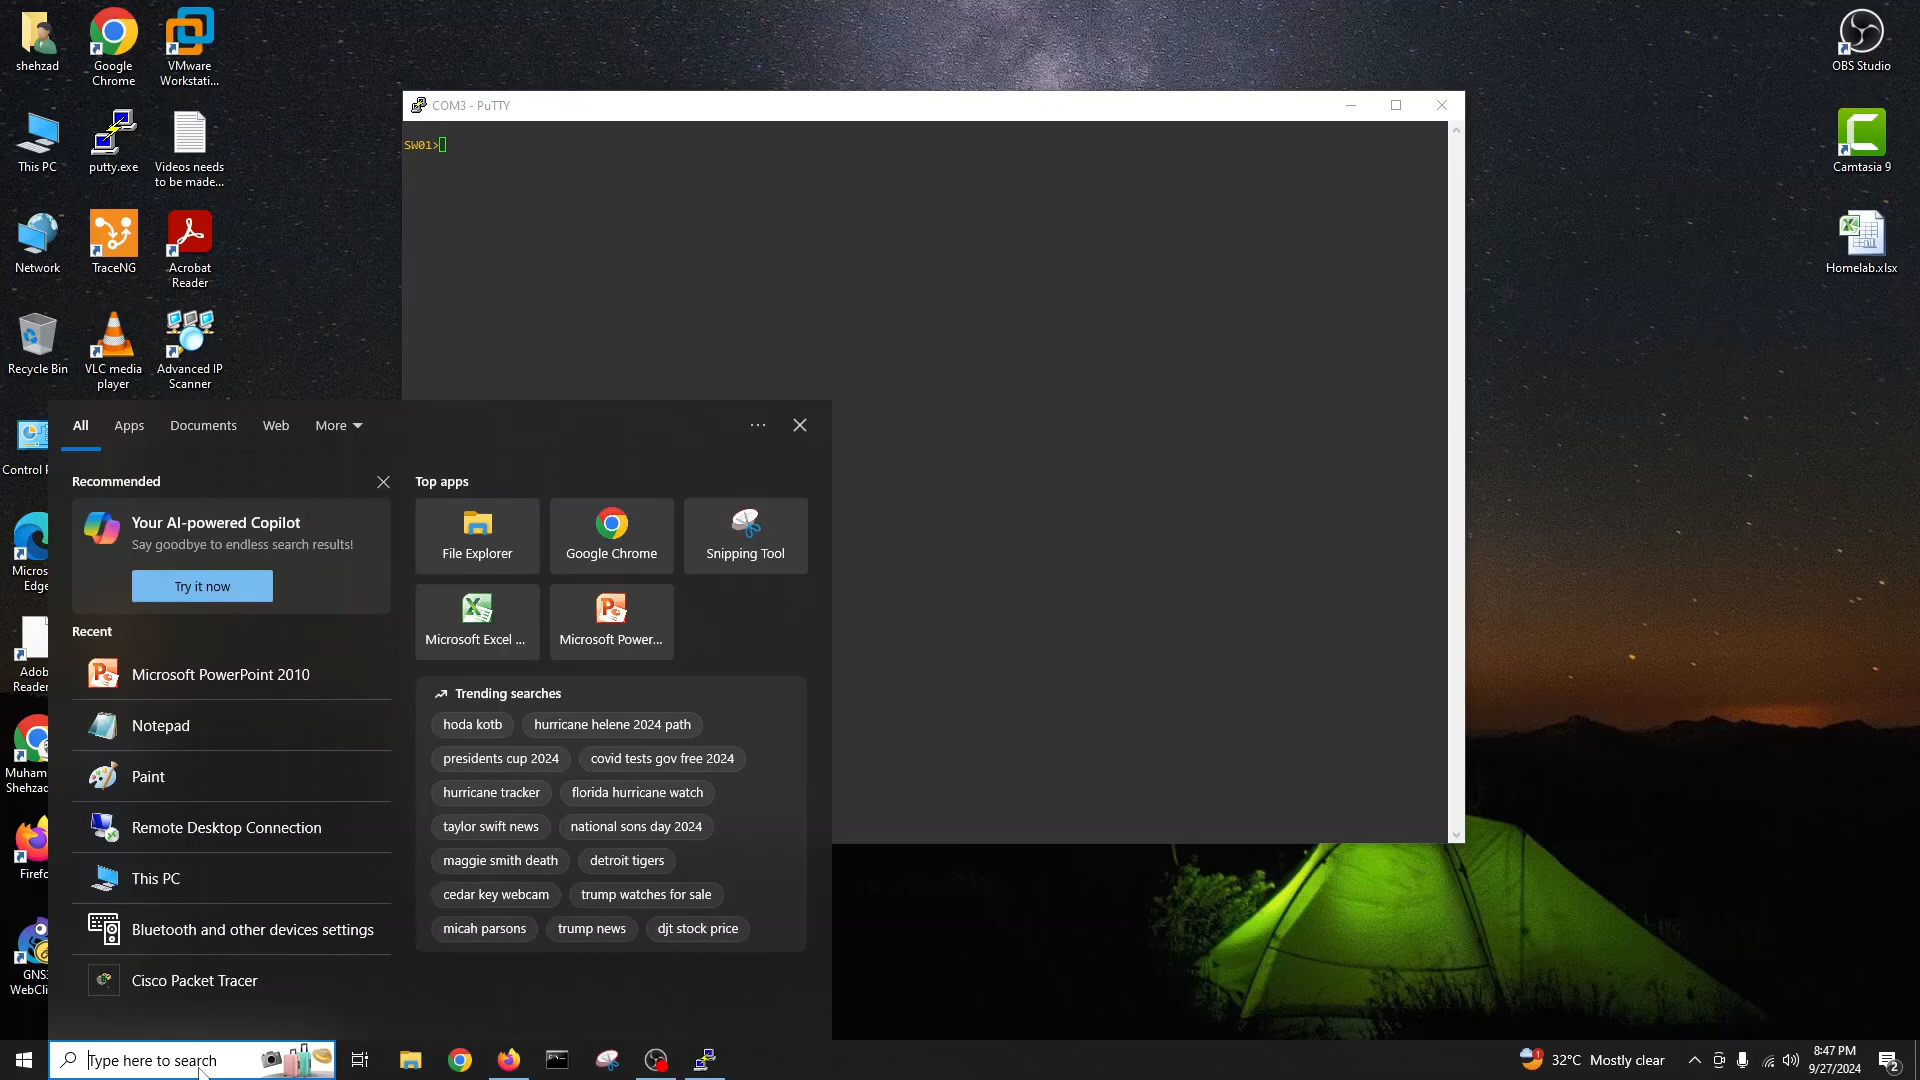 shehzad
Google
Chrome
VMware
Workstati...
OBS Studio
This PC
putty.exe
Videos needs
to be made...
Camtasia 9
Network
TraceNG
Acrobat
Reader
Homelab.xlsx
Recycle Bin
VLC media
player
Advanced IP
Scanner
Control
Micros
Edge
Adob
Reader
Muham
Shehzad
Firefo
GNS3
WebCli
COM3 - PuTTY
SW01>
All
Apps
Documents
Web
More
Recommended
Your AI-powered Copilot
Say goodbye to endless search results!
Try it now
Recent
Microsoft PowerPoint 2010
Notepad
Paint
Remote Desktop Connection
This PC
Bluetooth and other devices settings
Cisco Packet Tracer
Top apps
File Explorer
Google Chrome
Snipping Tool
Microsoft Excel ...
Microsoft Power...
Trending searches
hoda kotb
hurricane helene 2024 path
presidents cup 2024
covid tests gov free 2024
hurricane tracker
florida hurricane watch
taylor swift news
national sons day 2024
maggie smith death
detroit tigers
cedar key webcam
trump watches for sale
micah parsons
trump news
djt stock price
Type here to search
32°C Mostly clear
8:47 PM
9/27/2024
2